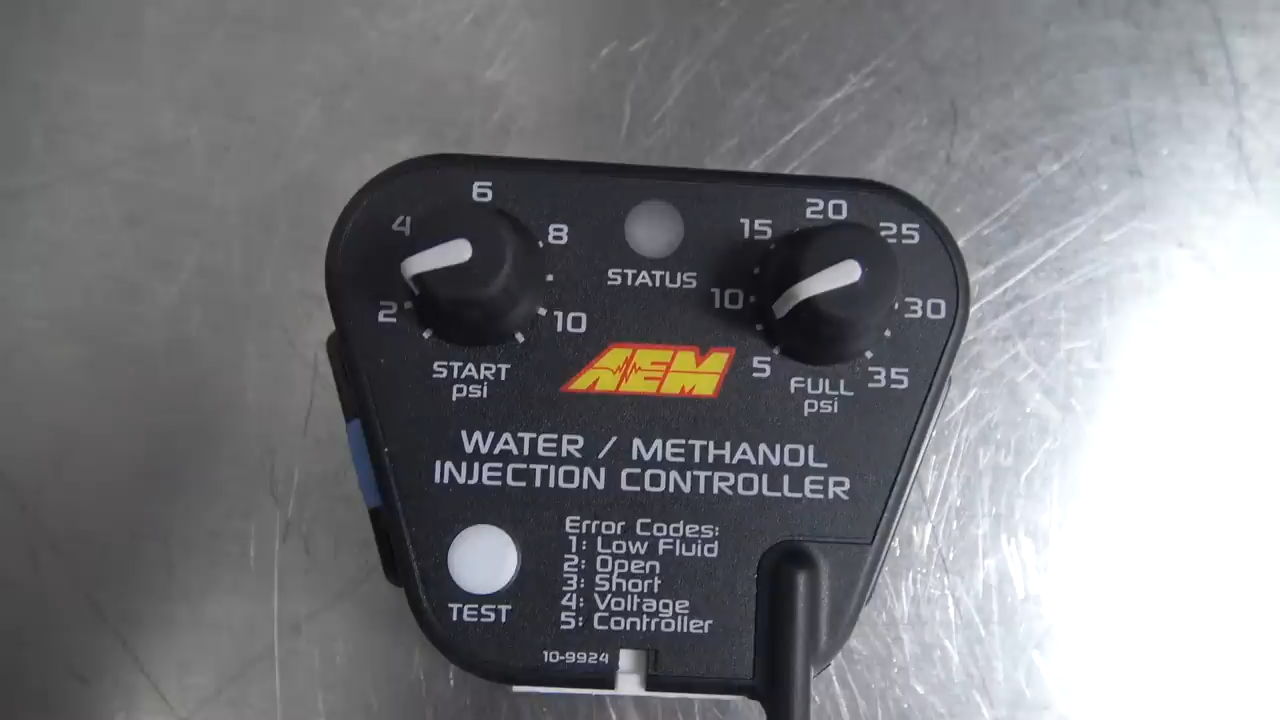 6
4
8
2
10
START
psi
STATUS
20
15
25
10
30
5
35
FULL
psi
AEM
WATER / METHANOL
INJECTION CONTROLLER
TEST
Error Codes:
1: Low Fluid
2: Open
3: Short
4: Voltage
5: Controller
10-9924